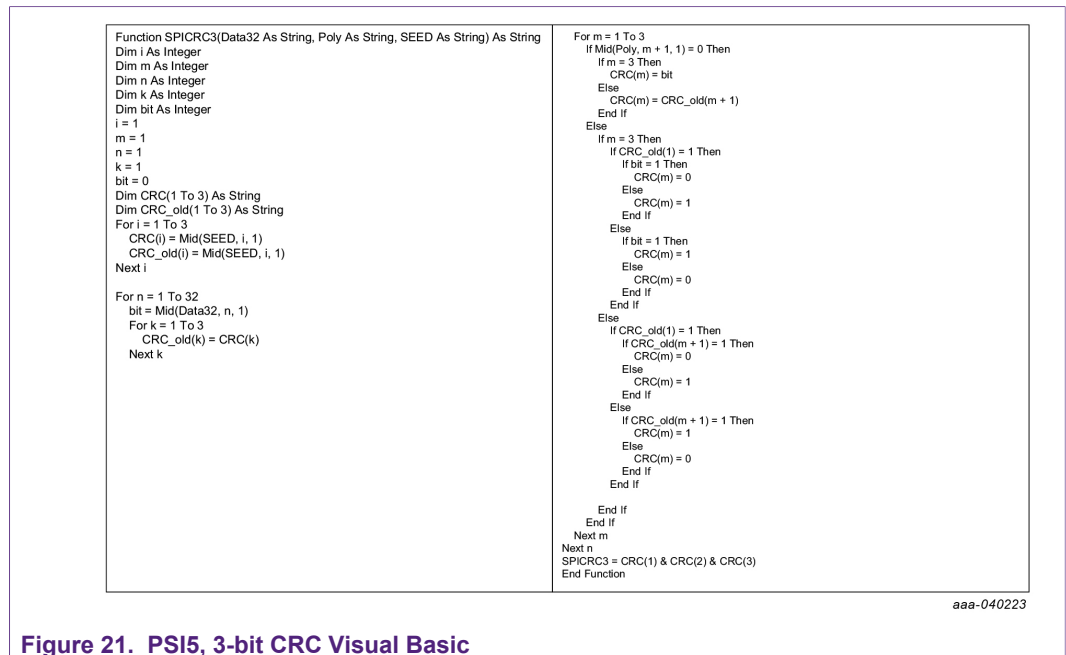 Function SPICRC3(Data32 As String, Poly As String, SEED As String) As String
Dim i As Integer
Dim m As Integer
Dim n As Integer
Dim k As Integer
Dim bit As Integer
i = 1
m = 1
n = 1
k = 1
bit = 0
Dim CRC(1 To 3) As String
Dim CRC_old(1 To 3) As String
For i = 1 To 3
CRC(i) = Mid(SEED, i, 1)
CRC_old(i) = Mid(SEED, i, 1)
Next i
For n = 1 To 32
bit = Mid(Data32, n, 1)
For k = 1 To 3
CRC_old(k) = CRC(k)
Next k
For m = 1 To 3
If Mid(Poly, m + 1, 1) = 0 Then
If m = 3 Then
CRC(m) = bit
Else
CRC(m) = CRC_old(m + 1)
End If
Else
If m = 3 Then
If CRC_old(1) = 1 Then
If bit = 1 Then
CRC(m) = 0
Else
CRC(m) = 1
End If
Else
If bit = 1 Then
CRC(m) = 1
Else
CRC(m) = 0
End If
End If
Else
If CRC_old(1) = 1 Then
If CRC_old(m + 1) = 1 Then
CRC(m) = 0
Else
CRC(m) = 1
End If
Else
If CRC_old(m + 1) = 1 Then
CRC(m) = 1
Else
CRC(m) = 0
End If
End If
End If
End If
Next m
Next n
SPICRC3 = CRC(1) & CRC(2) & CRC(3)
End Function
aaa-040223
Figure 21. PSI5, 3-bit CRC Visual Basic